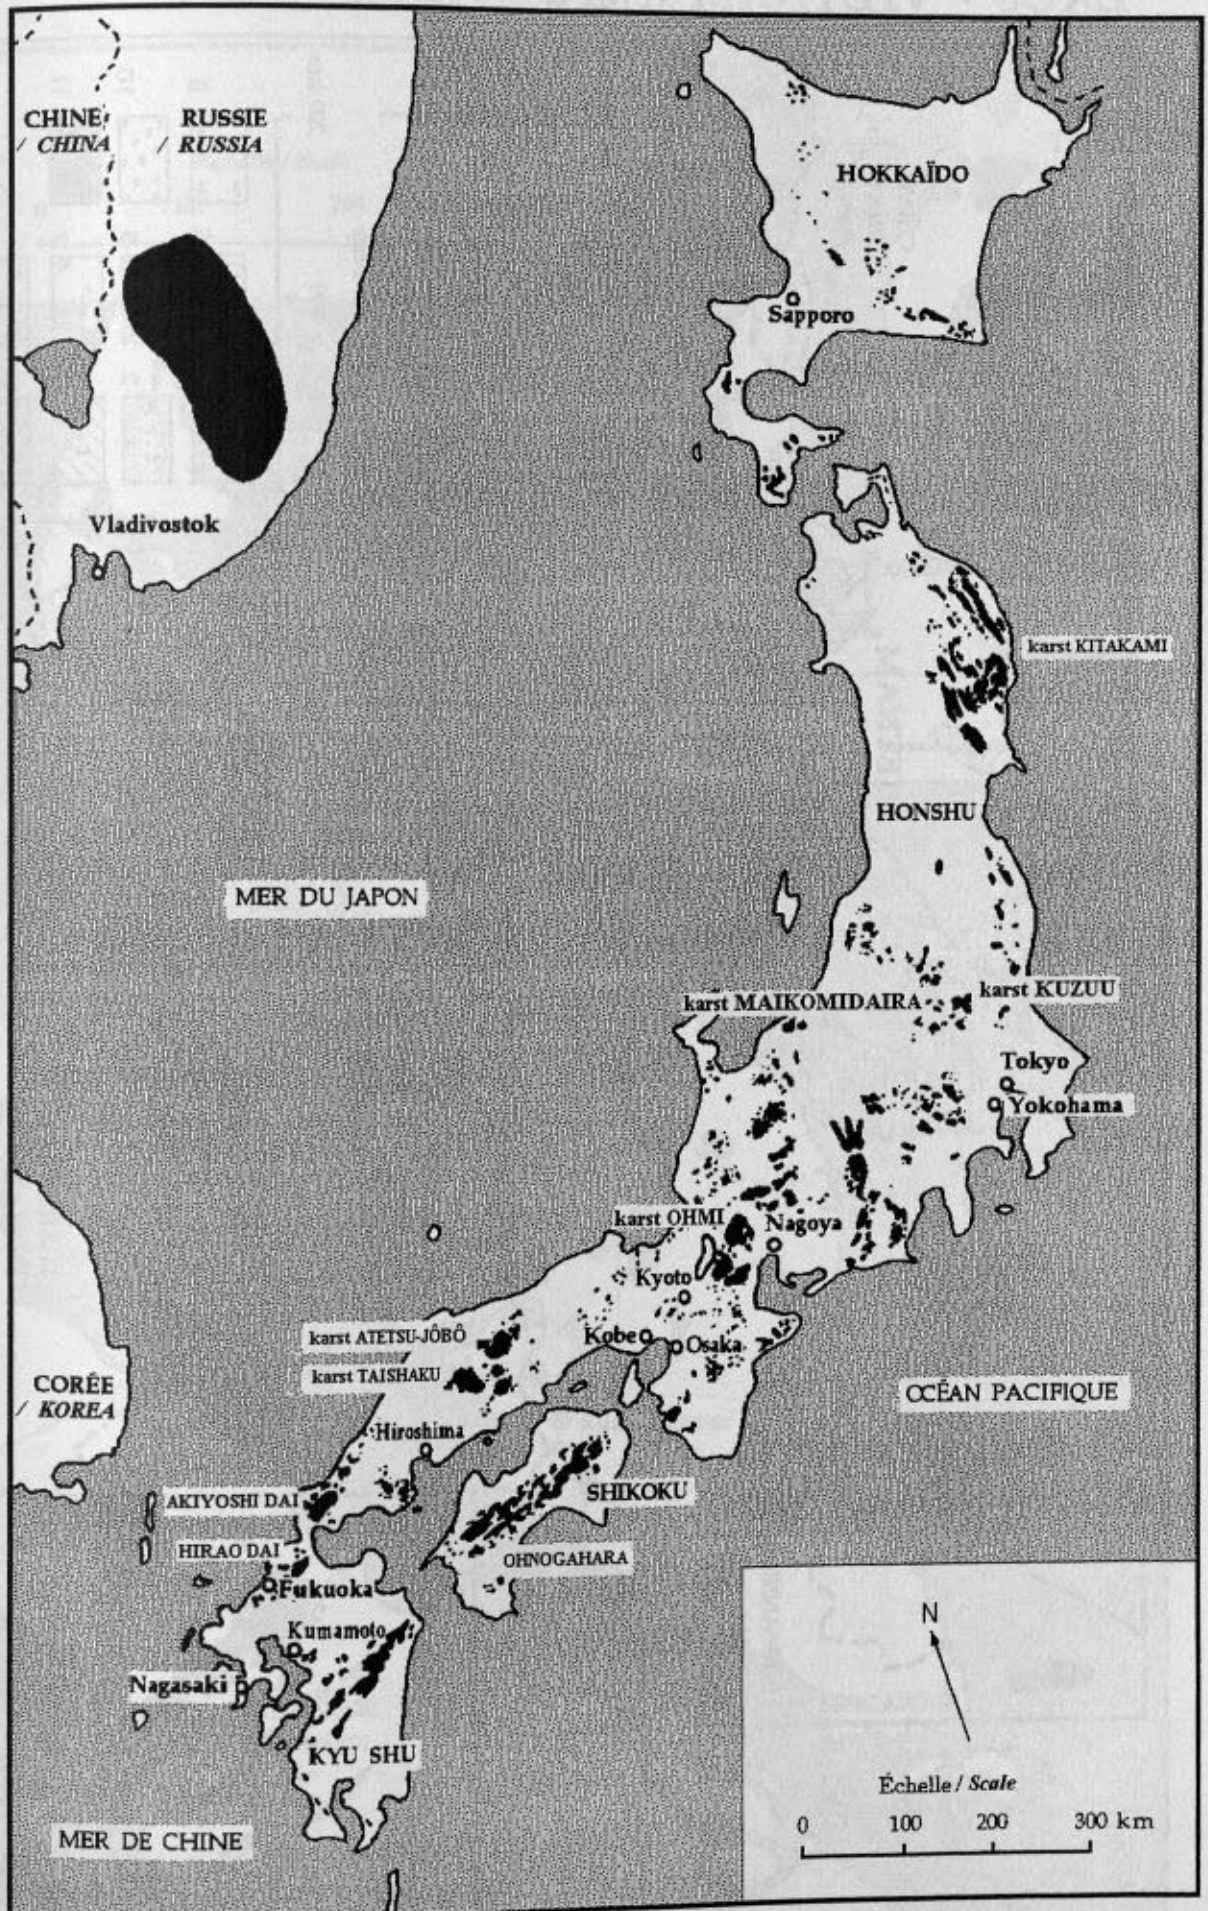 CHINE
/ CHINA
RUSSIE
/ RUSSIA
HOKKAÏDO
Sapporo
Vladivostok
karst KITAKAMI
HONSHU
MER DU JAPON
karst MAIKOMIDAIRA
karst KUZUU
Tokyo
Yokohama
karst OHMI
Nagoya
Kyoto
karst ATETSU-JÔBÔ
Kobe
Osaka
karst TAISHAKU
CORÉE
/ KOREA
OCÉAN PACIFIQUE
Hiroshima
AKIYOSHI DAI
SHIKOKU
HIRAO DAI
OHNOGAHARA
Fukuoka
Kumamoto
Nagasaki
KYU SHU
MER DE CHINE
N
Échelle / Scale
0 100 200 300 km